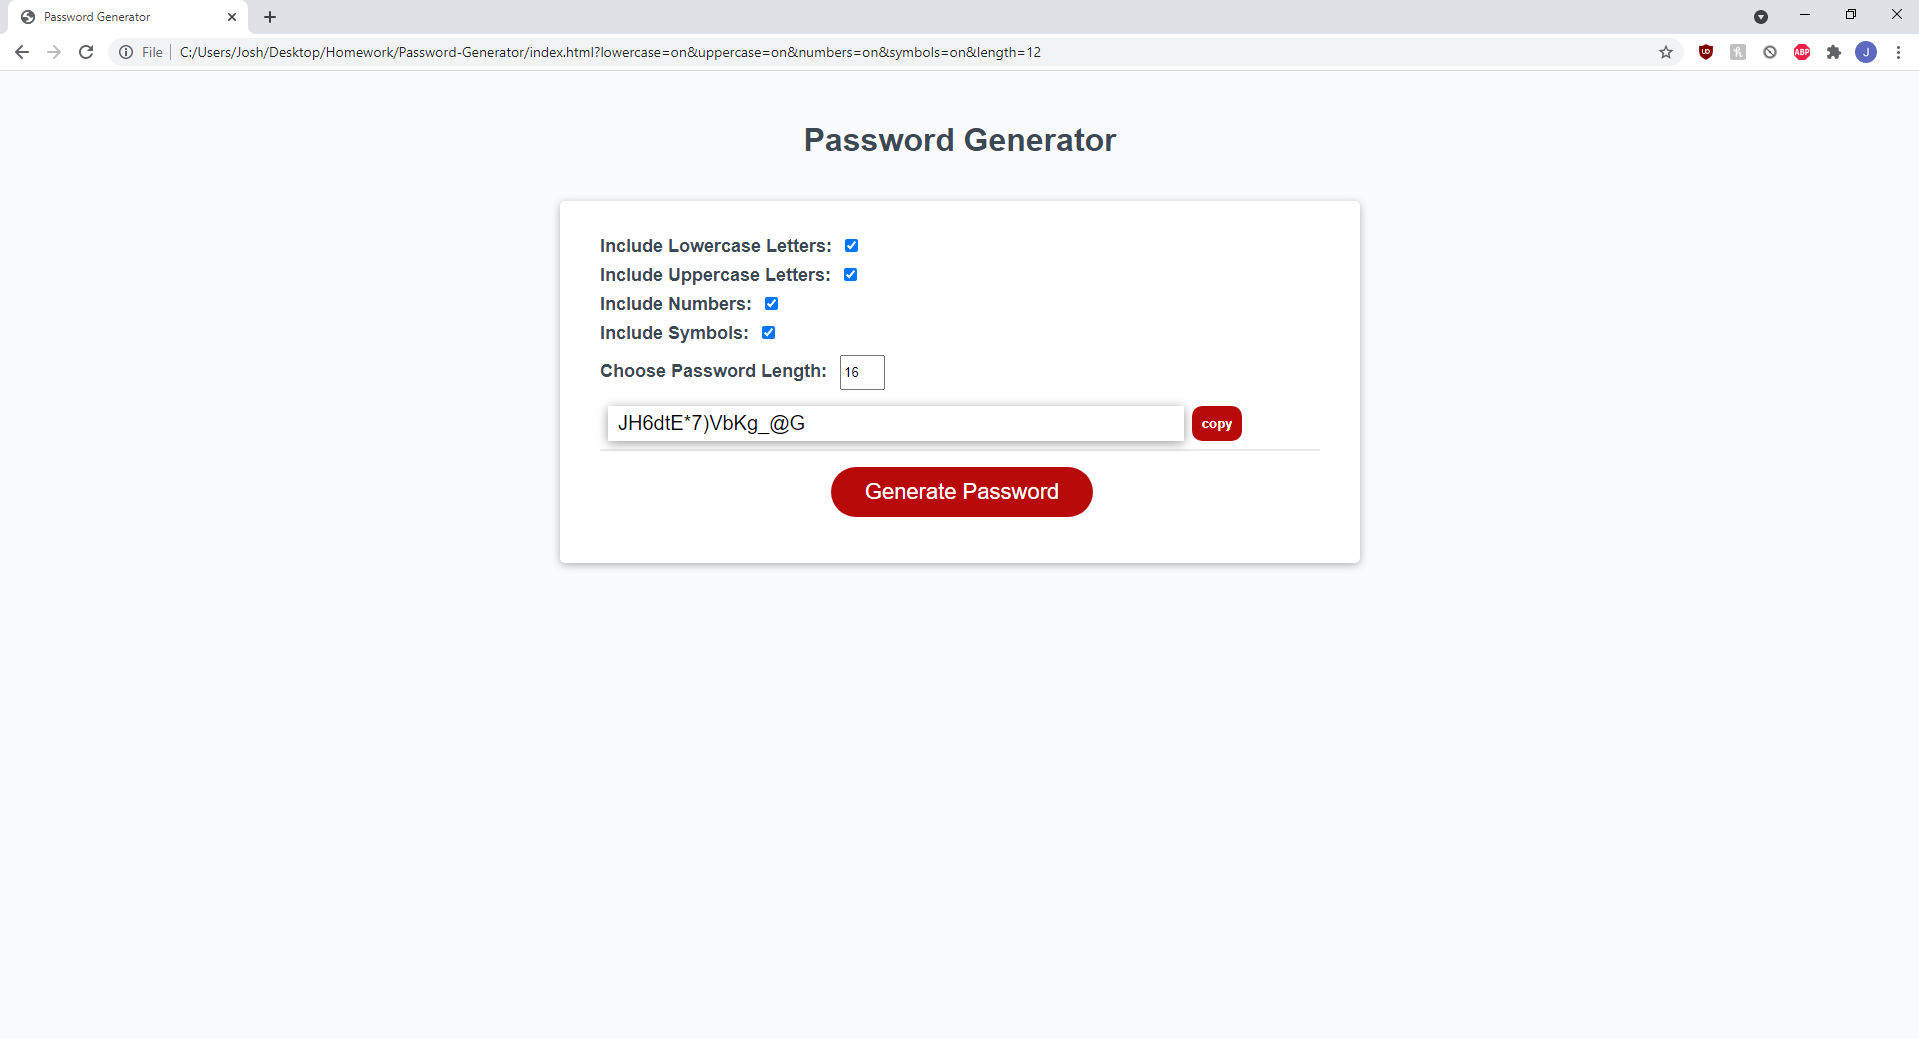 Password Generator
File C:/Users/Josh/Desktop/Homework/Password-Generator/index.html?lowercase=on&uppercase=on&numbers=on&symbols=on&length=12
ABP
J
Password Generator
Include Lowercase Letters:
Include Uppercase Letters:
Include Numbers:
Include Symbols:
Choose Password Length: 16
JH6dtE*7)VbKg_@G copy
Generate Password